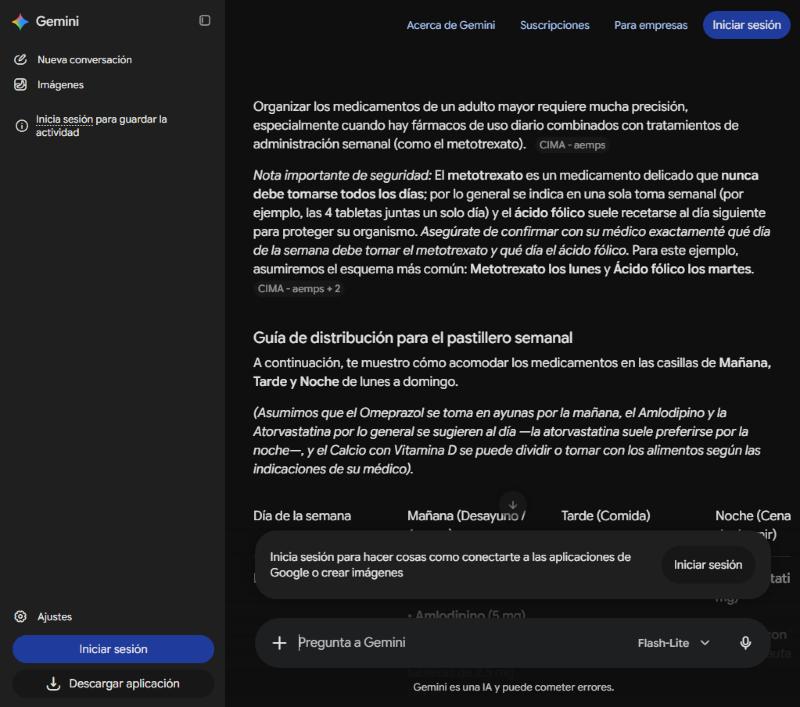 Gemini
Acerca de Gemini
Suscripciones
Para empresas
Iniciar sesión
Nueva conversación
Imágenes
Inicia sesión para guardar la
actividad
Organizar los medicamentos de un adulto mayor requiere mucha precisión,
especialmente cuando hay fármacos de uso diario combinados con tratamientos de
administración semanal (como el metotrexato). CIMA - aemps
Nota importante de seguridad: El metotrexato es un medicamento delicado que nunca
debe tomarse todos los días; por lo general se indica en una sola toma semanal (por
ejemplo, las 4 tabletas juntas un solo día) y el ácido fólico suele recetarse al día siguiente
para proteger su organismo. Asegúrate de confirmar con su médico exactamenté qué día
de la semana debe tomar el metotrexato y qué día el ácido fólico. Para este ejemplo,
asumiremos el esquema más común: Metotrexato los lunes y Ácido fólico los martes.
CIMA - aemps + 2
Guía de distribución para el pastillero semanal
A continuación, te muestro cómo acomodar los medicamentos en las casillas de Mañana,
Tarde y Noche de lunes a domingo.
(Asumimos que el Omeprazol se toma en ayunas por la mañana, el Amlodipino y la
Atorvastatina por lo general se sugieren al día —la atorvastatina suele preferirse por la
noche—, y el Calcio con Vitamina D se puede dividir o tomar con los alimentos según las
indicaciones de su médico).
Día de la semana
Mañana (Desayuno /
Tarde (Comida)
Noche (Cena
Inicia sesión para hacer cosas como conectarte a las aplicaciones de
Google o crear imágenes
Iniciar sesión
• Amlodipino (5 mg)
Pregunta a Gemini
Flash-Lite
Gemini es una IA y puede cometer errores.
Ajustes
Iniciar sesión
Descargar aplicación